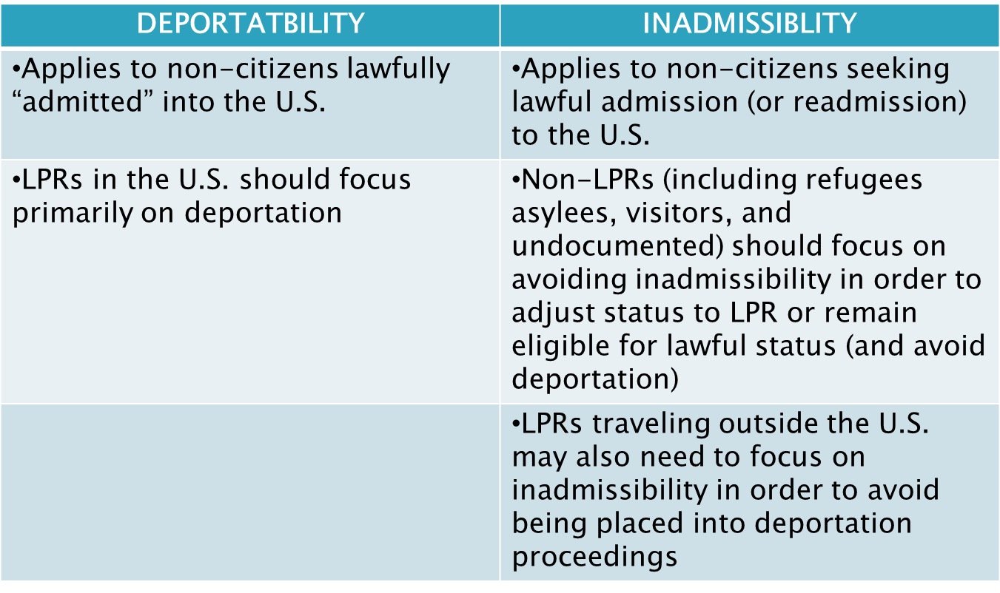 DEPORTATBILITY
INADMISSIBLITY
•Applies to non-citizens lawfully
“admitted” into the U.S.
•Applies to non-citizens seeking
lawful admission (or readmission)
to the U.S.
•LPRs in the U.S. should focus
primarily on deportation
•Non-LPRs (including refugees
asylees, visitors, and
undocumented) should focus on
avoiding inadmissibility in order to
adjust status to LPR or remain
eligible for lawful status (and avoid
deportation)
•LPRs traveling outside the U.S.
may also need to focus on
inadmissibility in order to avoid
being placed into deportation
proceedings